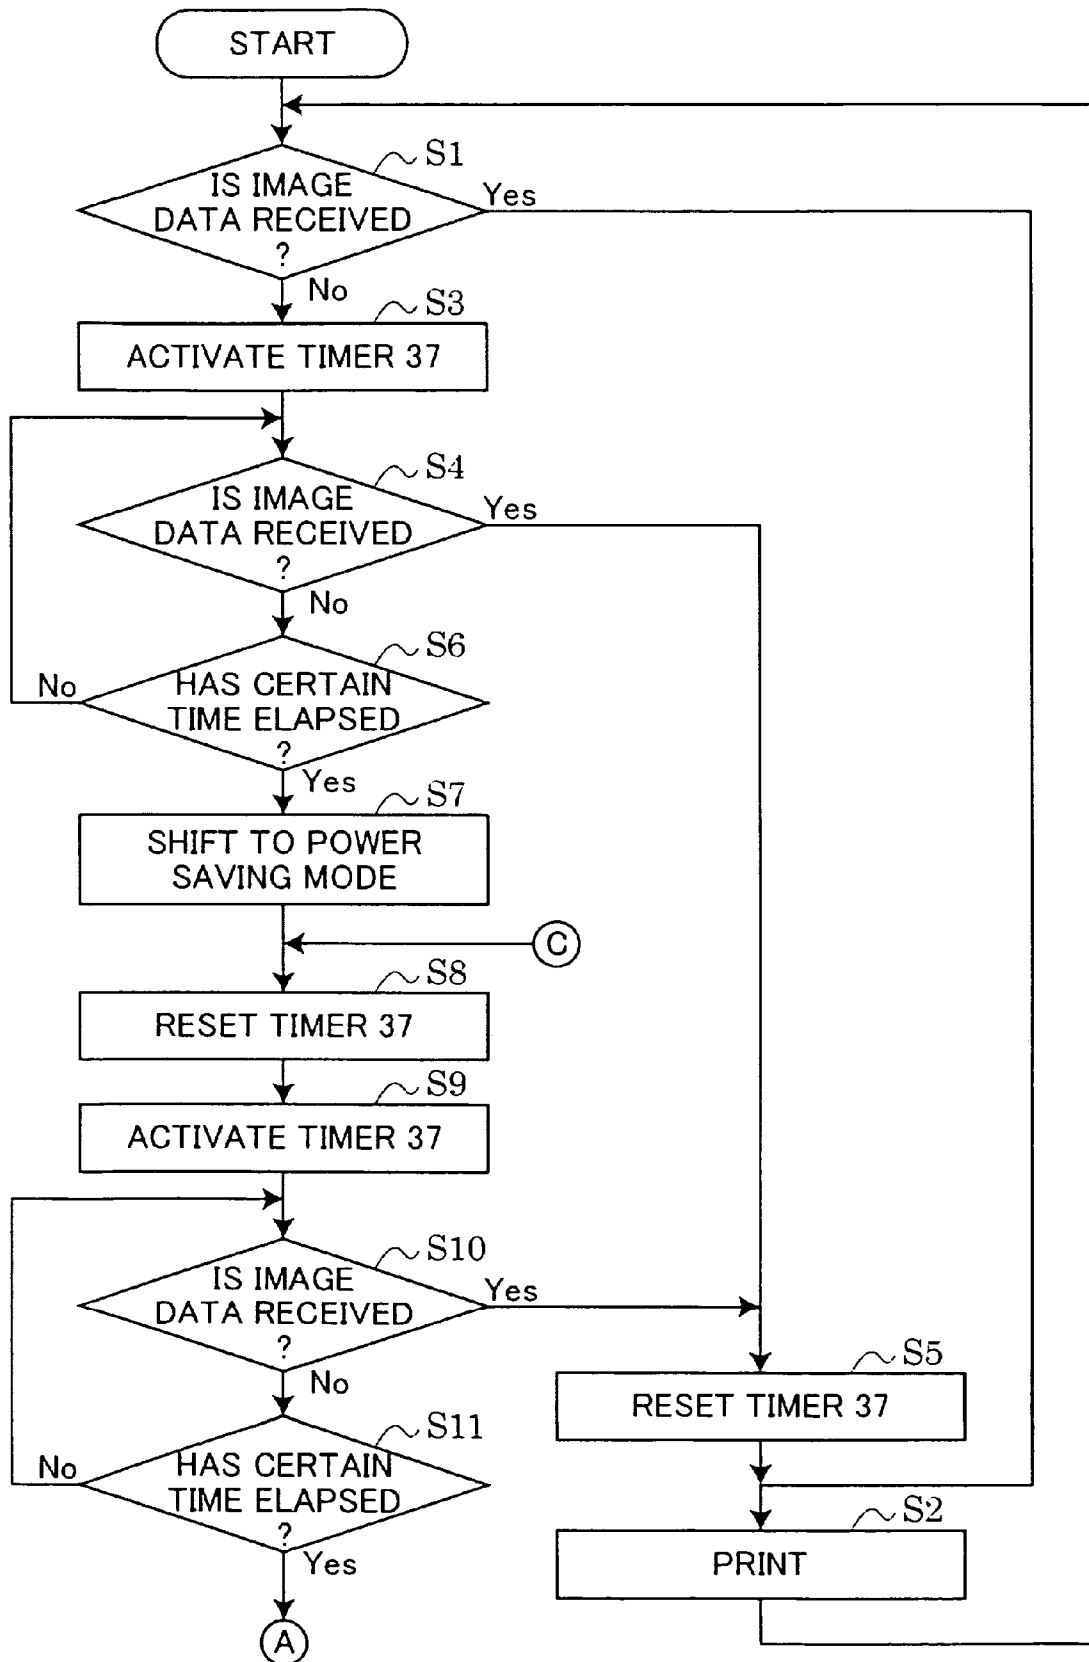 START
S1
IS IMAGE
DATA RECEIVED
?
Yes
No
S3
ACTIVATE TIMER 37
S4
IS IMAGE
DATA RECEIVED
?
Yes
No
S6
HAS CERTAIN
TIME ELAPSED
?
No
Yes
S7
SHIFT TO POWER
SAVING MODE
C
S8
RESET TIMER 37
S9
ACTIVATE TIMER 37
S10
IS IMAGE
DATA RECEIVED
?
Yes
No
S5
RESET TIMER 37
S11
HAS CERTAIN
TIME ELAPSED
?
No
Yes
S2
PRINT
A